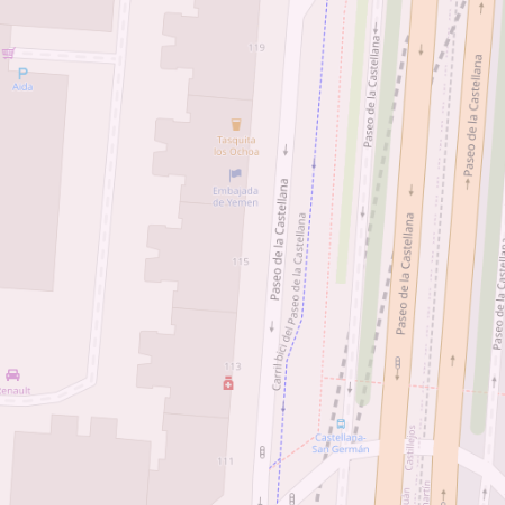 119
Aida
Tasquita
los Ochoa
Embajada
de Yemen
Paseo de la Castellana
Paseo de la Castellana
Paseo de la Castellana
Paseo de la Castellana
Paseo de la Castellana
Carril bici del Paseo de la Castellana
115
113
enault
111
Castellana-
San Germán
Castillejos